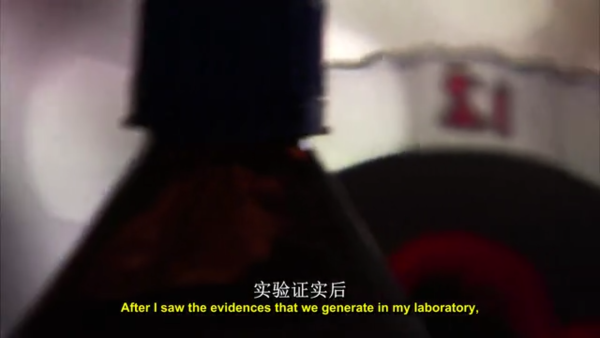 实验证实后
After I saw the evidences that we generate in my laboratory,